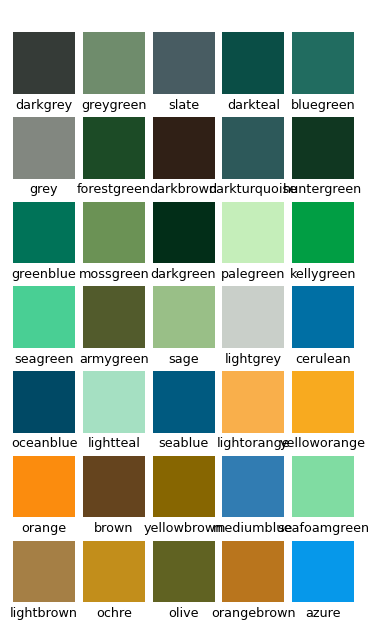 darkgrey greygreen slate darkteal bluegreen
grey forestgreen darkbrown darkturquoise huntergreen
greenblue mossgreen darkgreen palegreen kellygreen
seagreen armygreen sage lightgrey cerulean
oceanblue lightteal seablue lightorange yelloworange
orange brown yellowbrown mediumblue seafoamgreen
lightbrown ochre olive orangebrown azure